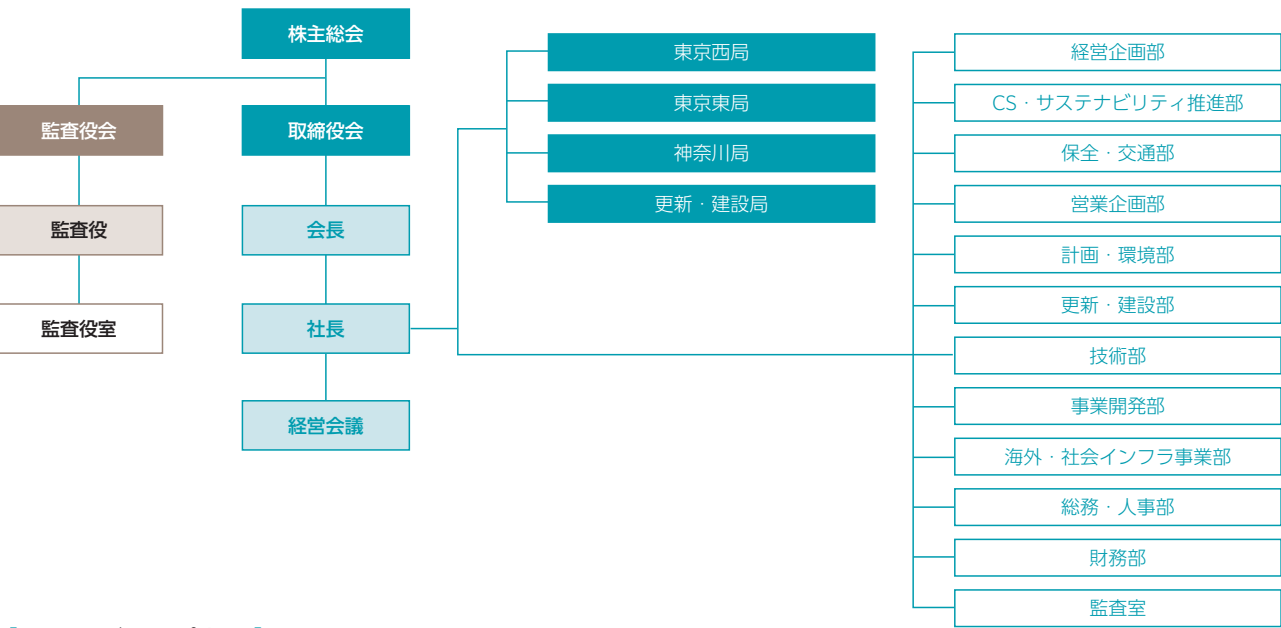 株主総会
監査役会
取締役会
監査役
会長
監査役室
社長
経営会議
東京西局
東京東局
神奈川局
更新・建設局
経営企画部
CS・サステナビリティ推進部
保全・交通部
営業企画部
計画・環境部
更新・建設部
技術部
事業開発部
海外・社会インフラ事業部
総務・人事部
財務部
監査室